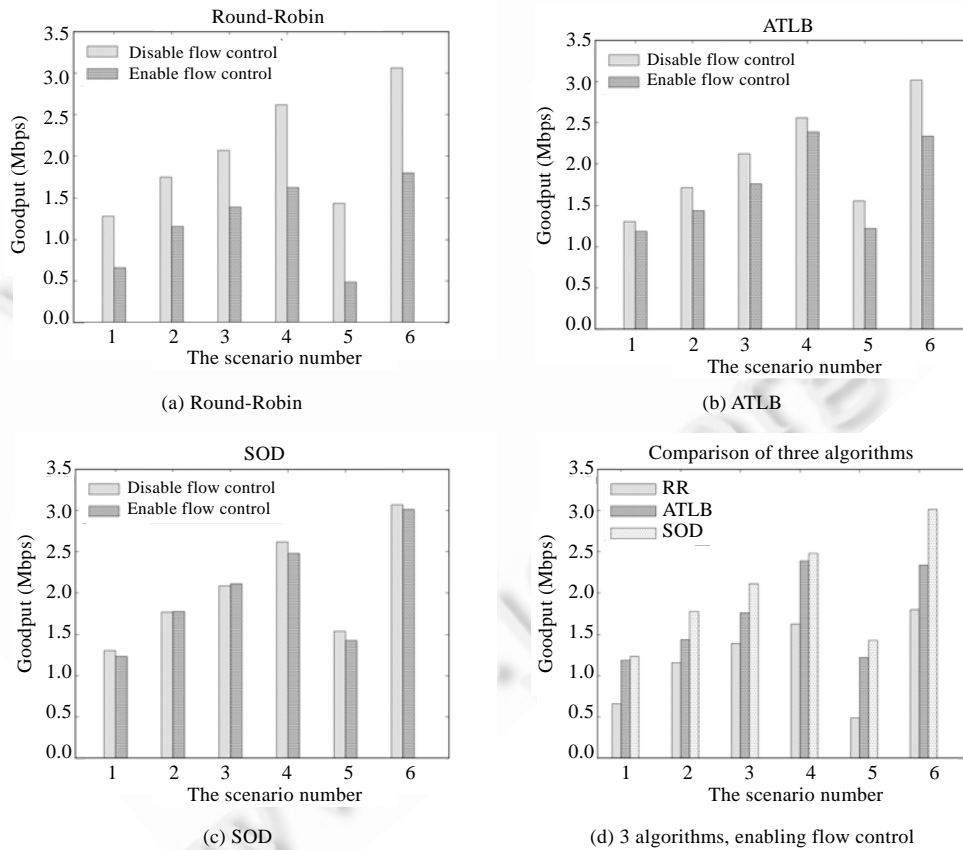 Round-Robin
3.5
3.0
2.5
2.0
1.5
1.0
0.5
0.0
Goodput (Mbps)
Disable flow control
Enable flow control
1 2 3 4 5 6
The scenario number
(a) Round-Robin
ATLB
3.5
3.0
2.5
2.0
1.5
1.0
0.5
0.0
Goodput (Mbps)
Disable flow control
Enable flow control
1 2 3 4 5 6
The scenario number
(b) ATLB
SOD
3.5
3.0
2.5
2.0
1.5
1.0
0.5
0.0
Goodput (Mbps)
Disable flow control
Enable flow control
1 2 3 4 5 6
The scenario number
(c) SOD
Comparison of three algorithms
3.5
3.0
2.5
2.0
1.5
1.0
0.5
0.0
Goodput (Mbps)
RR
ATLB
SOD
1 2 3 4 5 6
The scenario number
(d) 3 algorithms, enabling flow control